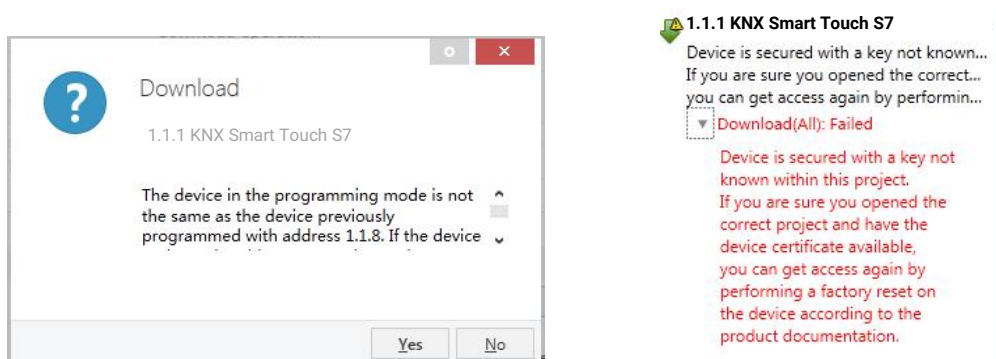 Download
1.1.1 KNX Smart Touch S7
The device in the programming mode is not
the same as the device previously
programmed with address 1.1.8. If the device
Yes
No
1.1.1 KNX Smart Touch S7
Device is secured with a key not known...
If you are sure you opened the correct...
you can get access again by performin...
Download(All): Failed
Device is secured with a key not
known within this project.
If you are sure you opened the
correct project and have the
device certificate available,
you can get access again by
performing a factory reset on
the device according to the
product documentation.